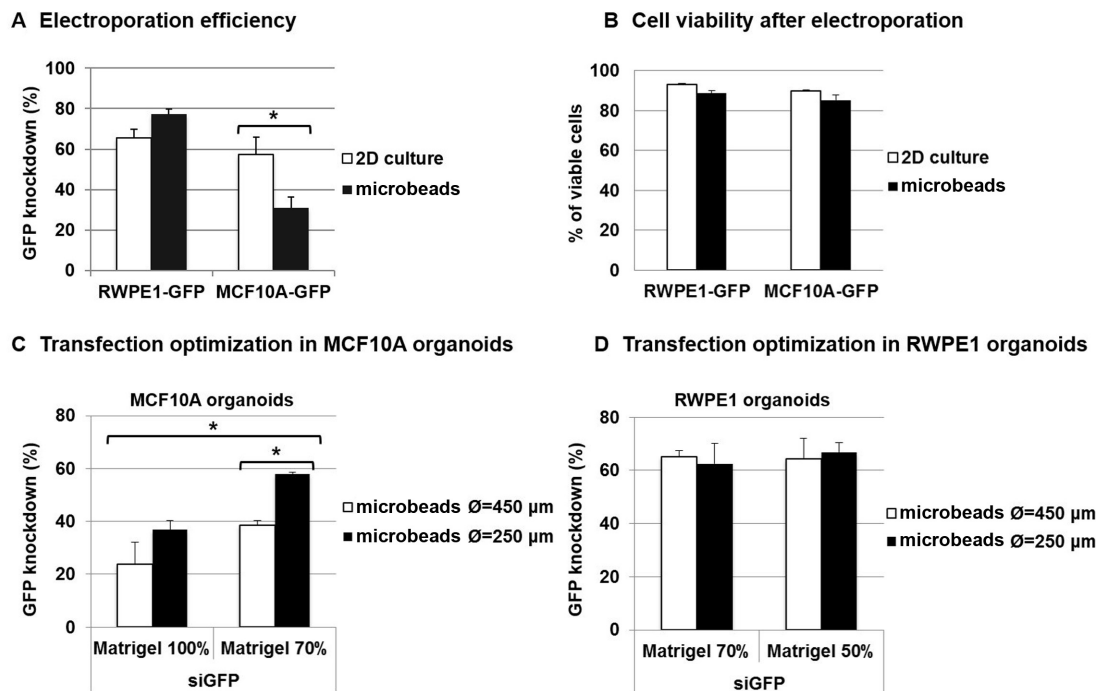 A Electroporation efficiency
GFP knockdown (%)
100
80
60
40
20
0
*
RWPE1-GFP MCF10A-GFP
2D culture
microbeads
B Cell viability after electroporation
% of viable cells
100
80
60
40
20
0
RWPE1-GFP MCF10A-GFP
2D culture
microbeads
C Transfection optimization in MCF10A organoids
MCF10A organoids
GFP knockdown (%)
80
60
40
20
0
*
*
Matrigel 100% Matrigel 70%
siGFP
microbeads Ø=450 µm
microbeads Ø=250 µm
D Transfection optimization in RWPE1 organoids
RWPE1 organoids
GFP knockdown (%)
80
60
40
20
0
Matrigel 70% Matrigel 50%
siGFP
microbeads Ø=450 µm
microbeads Ø=250 µm